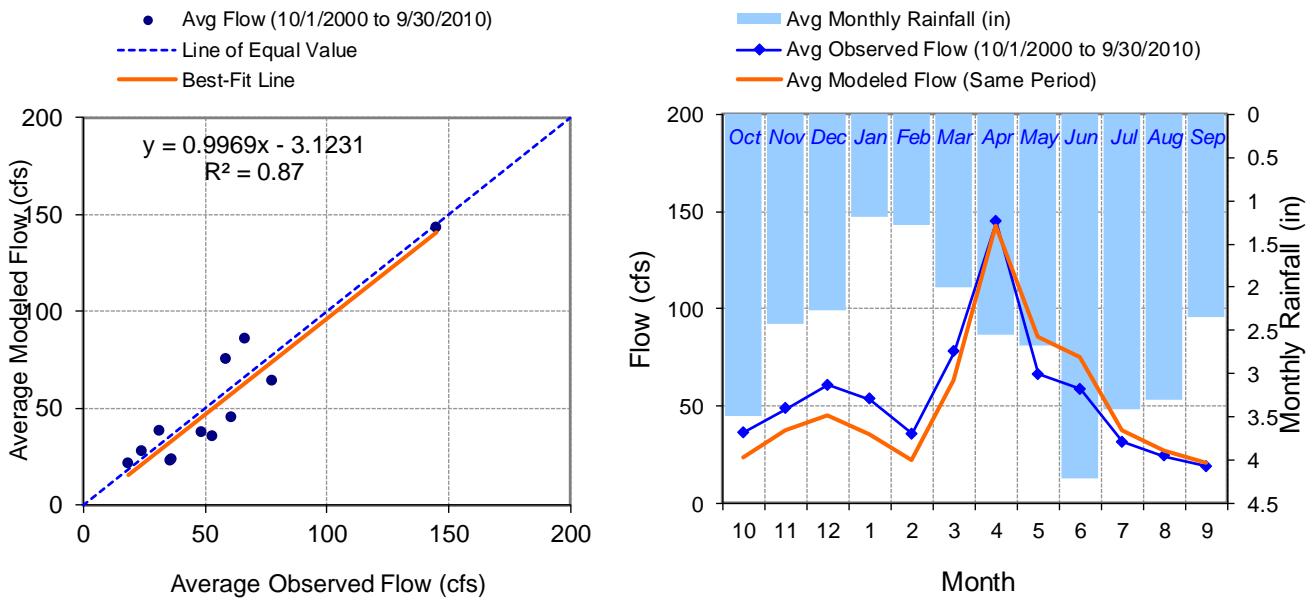 Avg Flow (10/1/2000 to 9/30/2010)
Line of Equal Value
Best-Fit Line
y = 0.9969x - 3.1231
R² = 0.87
Average Modeled Flow (cfs)
200
150
100
50
0
0 50 100 150 200
Average Observed Flow (cfs)
Avg Monthly Rainfall (in)
Avg Observed Flow (10/1/2000 to 9/30/2010)
Avg Modeled Flow (Same Period)
Flow (cfs)
200
150
100
50
0
Oct Nov Dec Jan Feb Mar Apr May Jun Jul Aug Sep
0
0.5
1
1.5
2
2.5
3
3.5
4
4.5
Monthly Rainfall (in)
10 11 12 1 2 3 4 5 6 7 8 9
Month